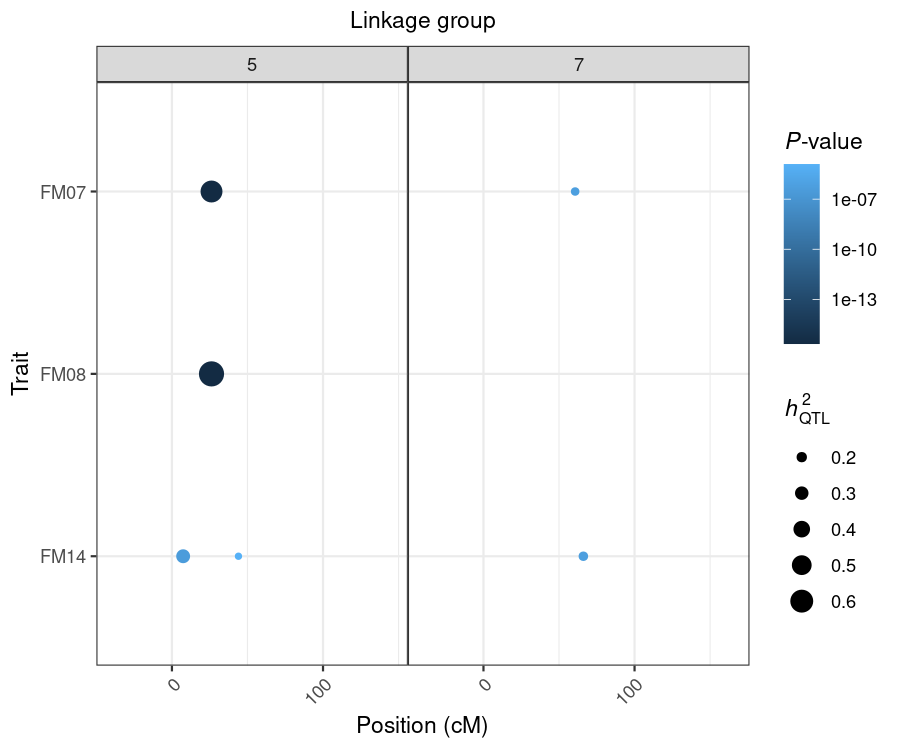 Linkage group
5 7
FM07
FM08
FM14
Trait
0 100 0 100
Position (cM)
P-value
1e-07
1e-10
1e-13
h²QTL
0.2
0.3
0.4
0.5
0.6